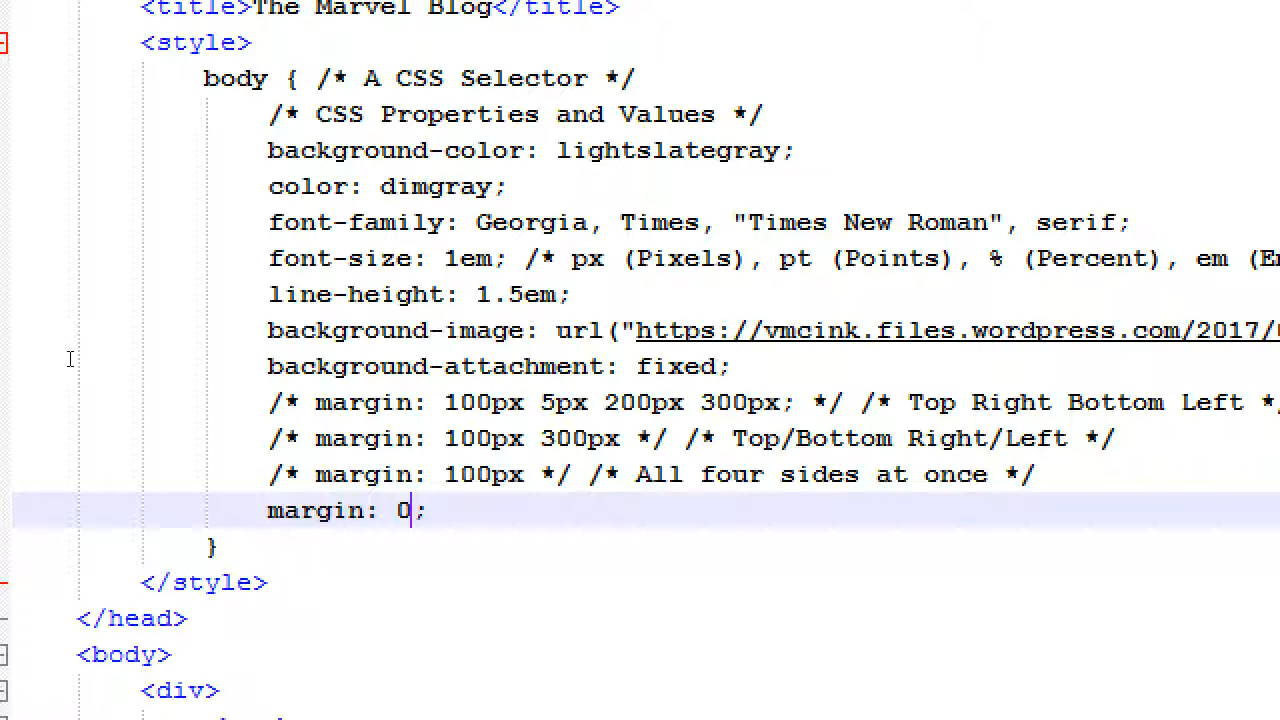 <title>The Marvel Blog</title>
<style>
body { /* A CSS Selector */
/* CSS Properties and Values */
background-color: lightslategray;
color: dimgray;
font-family: Georgia, Times, "Times New Roman", serif;
font-size: 1em; /* px (Pixels), pt (Points), % (Percent), em (E
line-height: 1.5em;
background-image: url("https://vmcink.files.wordpress.com/2017/
background-attachment: fixed;
/* margin: 100px 5px 200px 300px; */ /* Top Right Bottom Left *
/* margin: 100px 300px */ /* Top/Bottom Right/Left */
/* margin: 100px */ /* All four sides at once */
margin: 0;
}
</style>
</head>
<body>
<div>